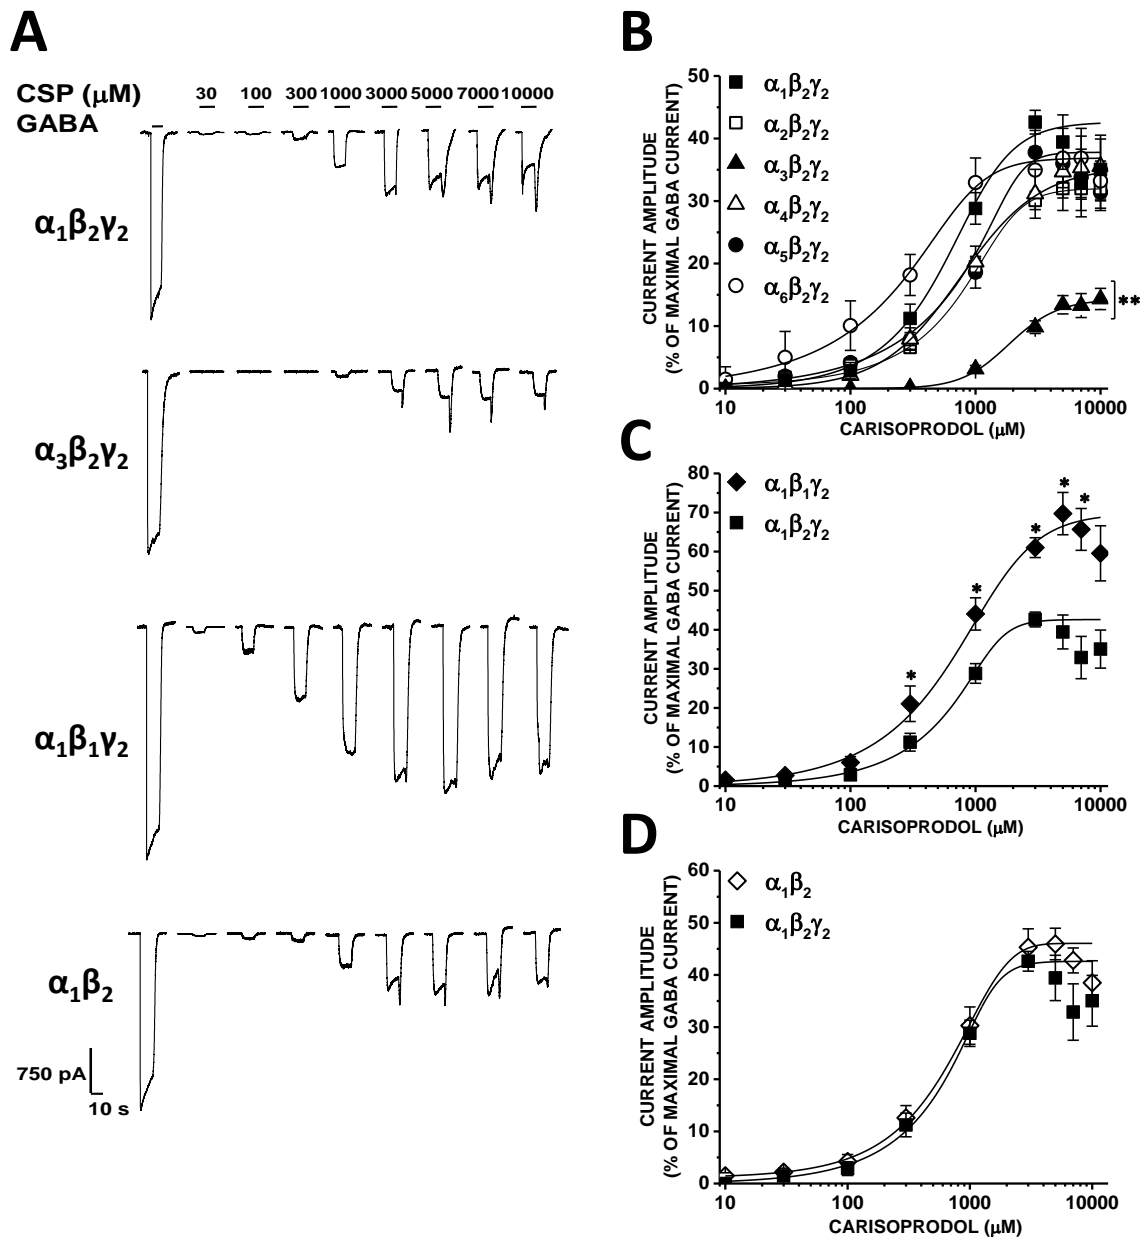 A
CSP (μM) 30 100 300 1000 3000 5000 7000 10000
GABA
α₁β₂γ₂
α₃β₂γ₂
α₁β₁γ₂
α₁β₂
750 pA
10 s
B
CURRENT AMPLITUDE
(% OF MAXIMAL GABA CURRENT)
50
40
30
20
10
0
α₁β₂γ₂
α₂β₂γ₂
α₃β₂γ₂
α₄β₂γ₂
α₅β₂γ₂
α₆β₂γ₂
**
10 100 1000 10000
CARISOPRODOL (μM)
C
CURRENT AMPLITUDE
(% OF MAXIMAL GABA CURRENT)
80
70
60
50
40
30
20
10
0
α₁β₁γ₂
α₁β₂γ₂
* * * * *
10 100 1000 10000
CARISOPRODOL (μM)
D
CURRENT AMPLITUDE
(% OF MAXIMAL GABA CURRENT)
60
50
40
30
20
10
0
α₁β₂
α₁β₂γ₂
10 100 1000 10000
CARISOPRODOL (μM)